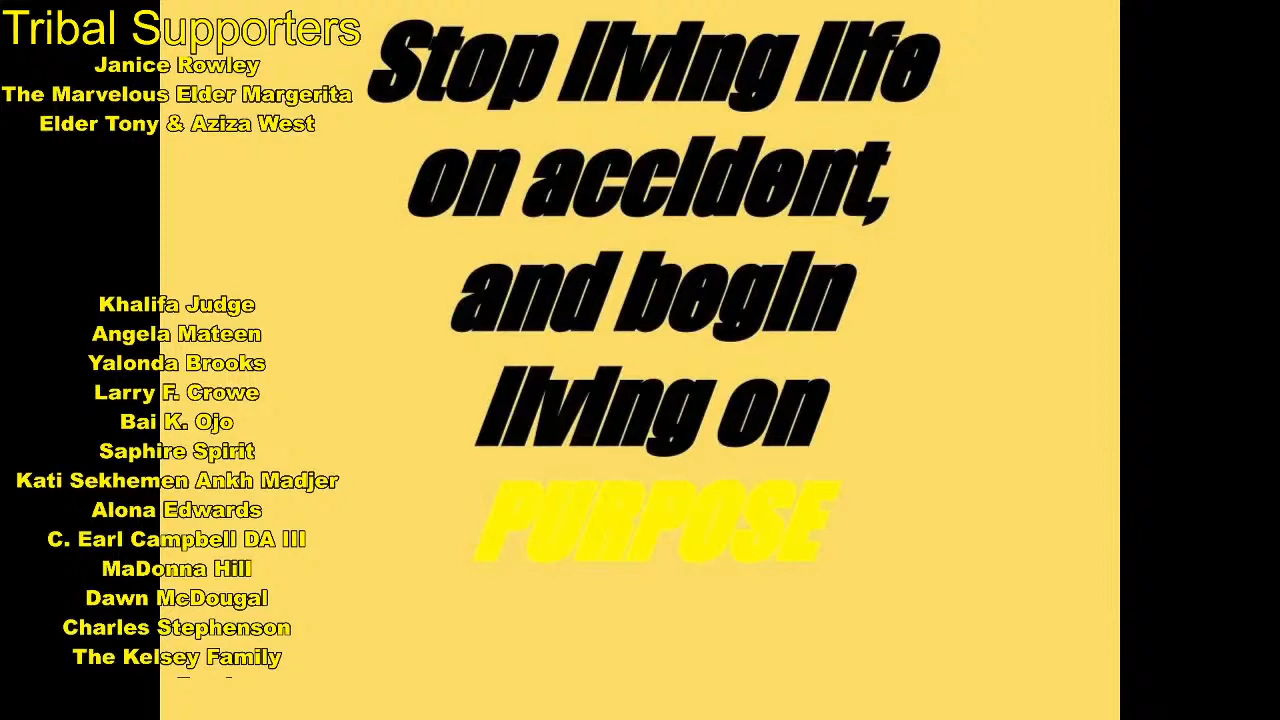 Tribal Supporters
Janice Rowley
The Marvelous Elder Margerita
Elder Tony & Aziza West
Khalifa Judge
Angela Mateen
Yalonda Brooks
Larry F. Crowe
Bai K. Ojo
Saphire Spirit
Kati Sekhemen Ankh Madjer
Alona Edwards
C. Earl Campbell DA III
MaDonna Hill
Dawn McDougal
Charles Stephenson
The Kelsey Family
Stop living life
on accident,
and begin
living on
PURPOSE